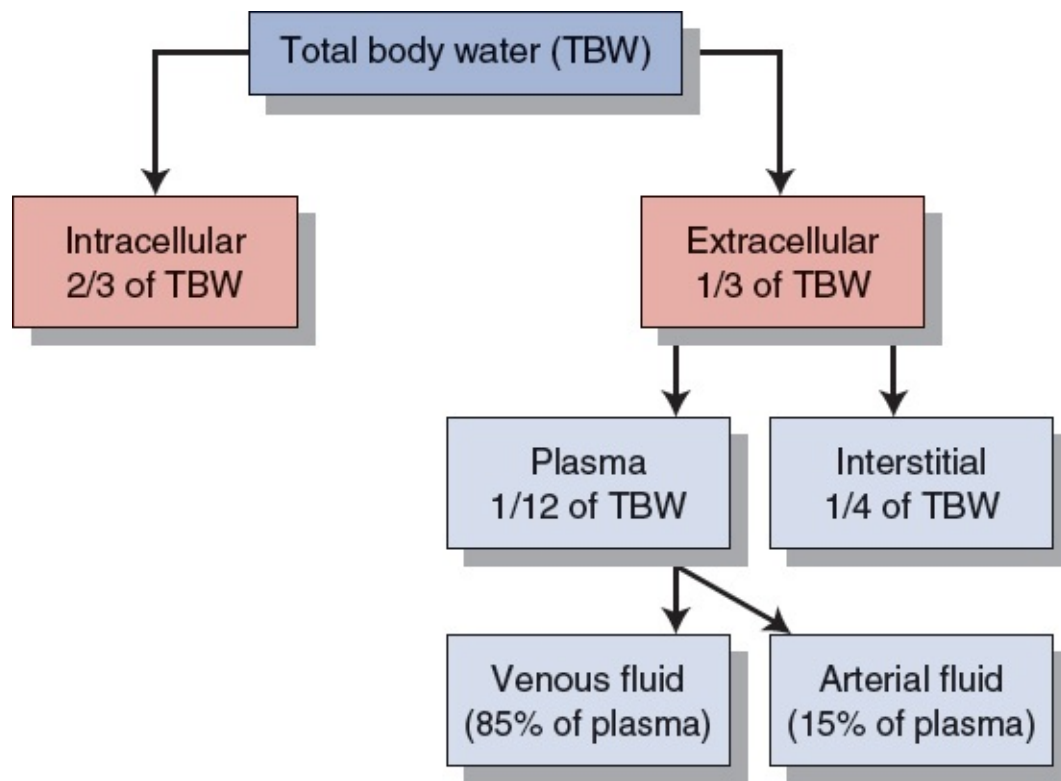 Total body water (TBW)
Intracellular
2/3 of TBW
Extracellular
1/3 of TBW
Plasma
1/12 of TBW
Interstitial
1/4 of TBW
Venous fluid
(85% of plasma)
Arterial fluid
(15% of plasma)